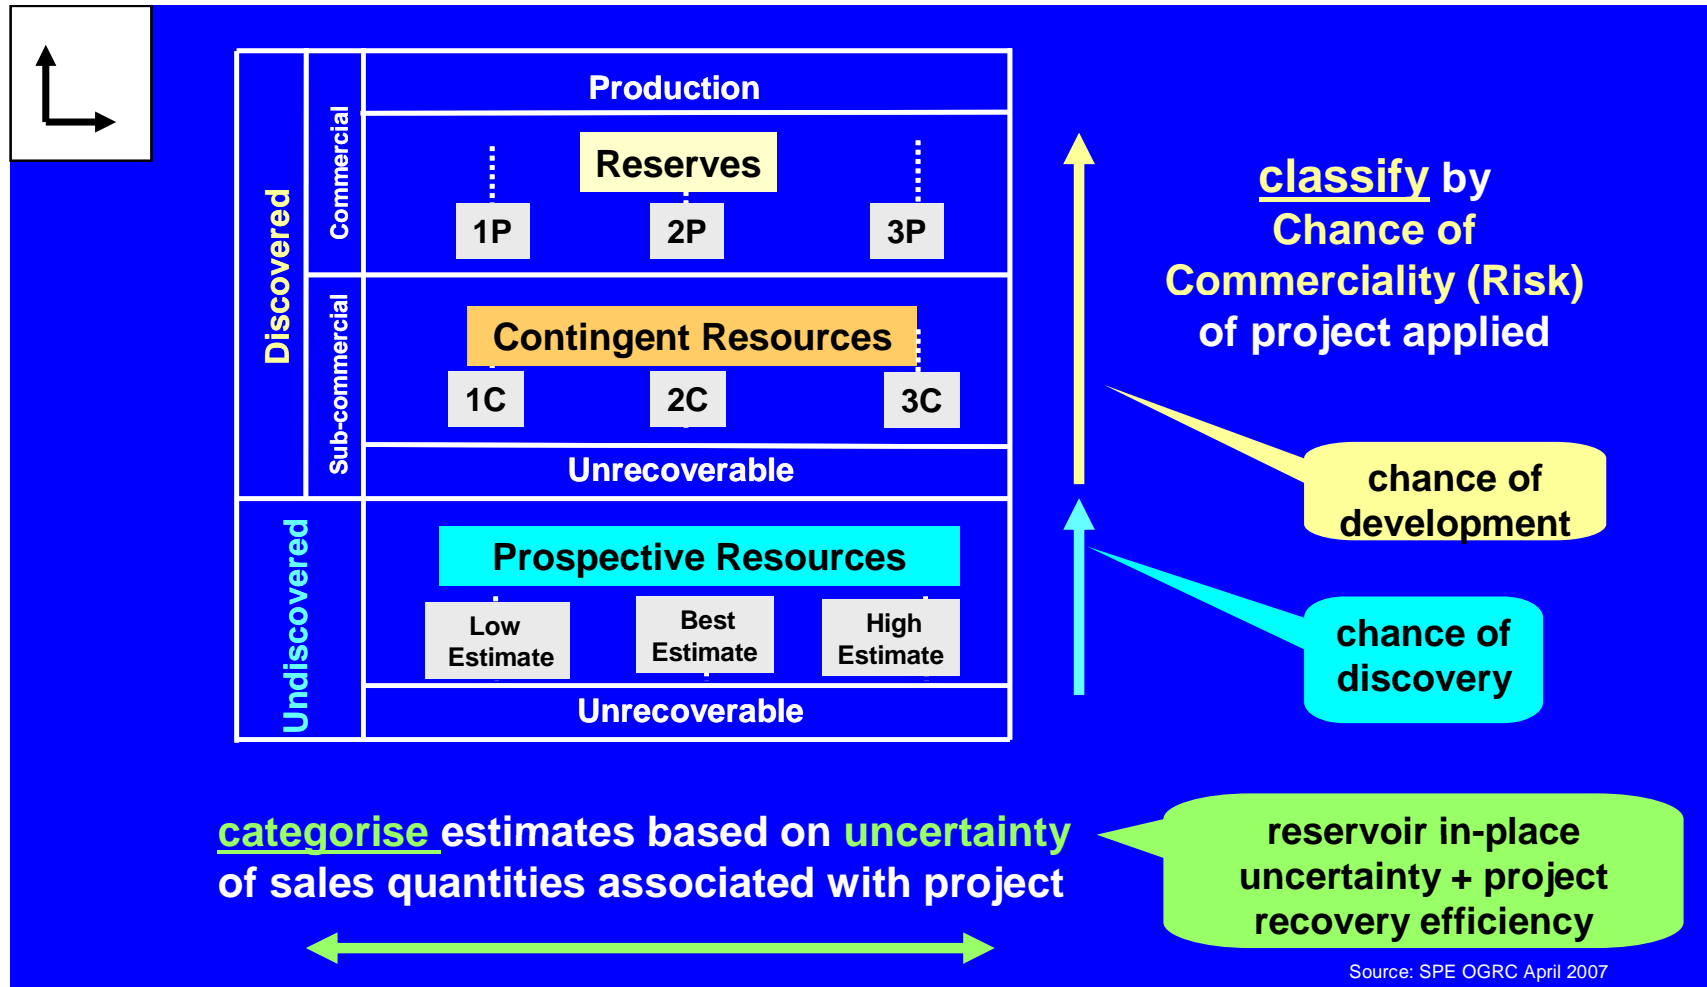 Production
Commercial
Reserves
1P
2P
3P
Discovered
Sub-commercial
Contingent Resources
1C
2C
3C
Unrecoverable
Undiscovered
Prospective Resources
Low
Estimate
Best
Estimate
High
Estimate
Unrecoverable
classify by
Chance of
Commerciality (Risk)
of project applied
chance of
development
chance of
discovery
categorise estimates based on uncertainty
of sales quantities associated with project
reservoir in-place
uncertainty + project
recovery efficiency
Source: SPE OGRC April 2007